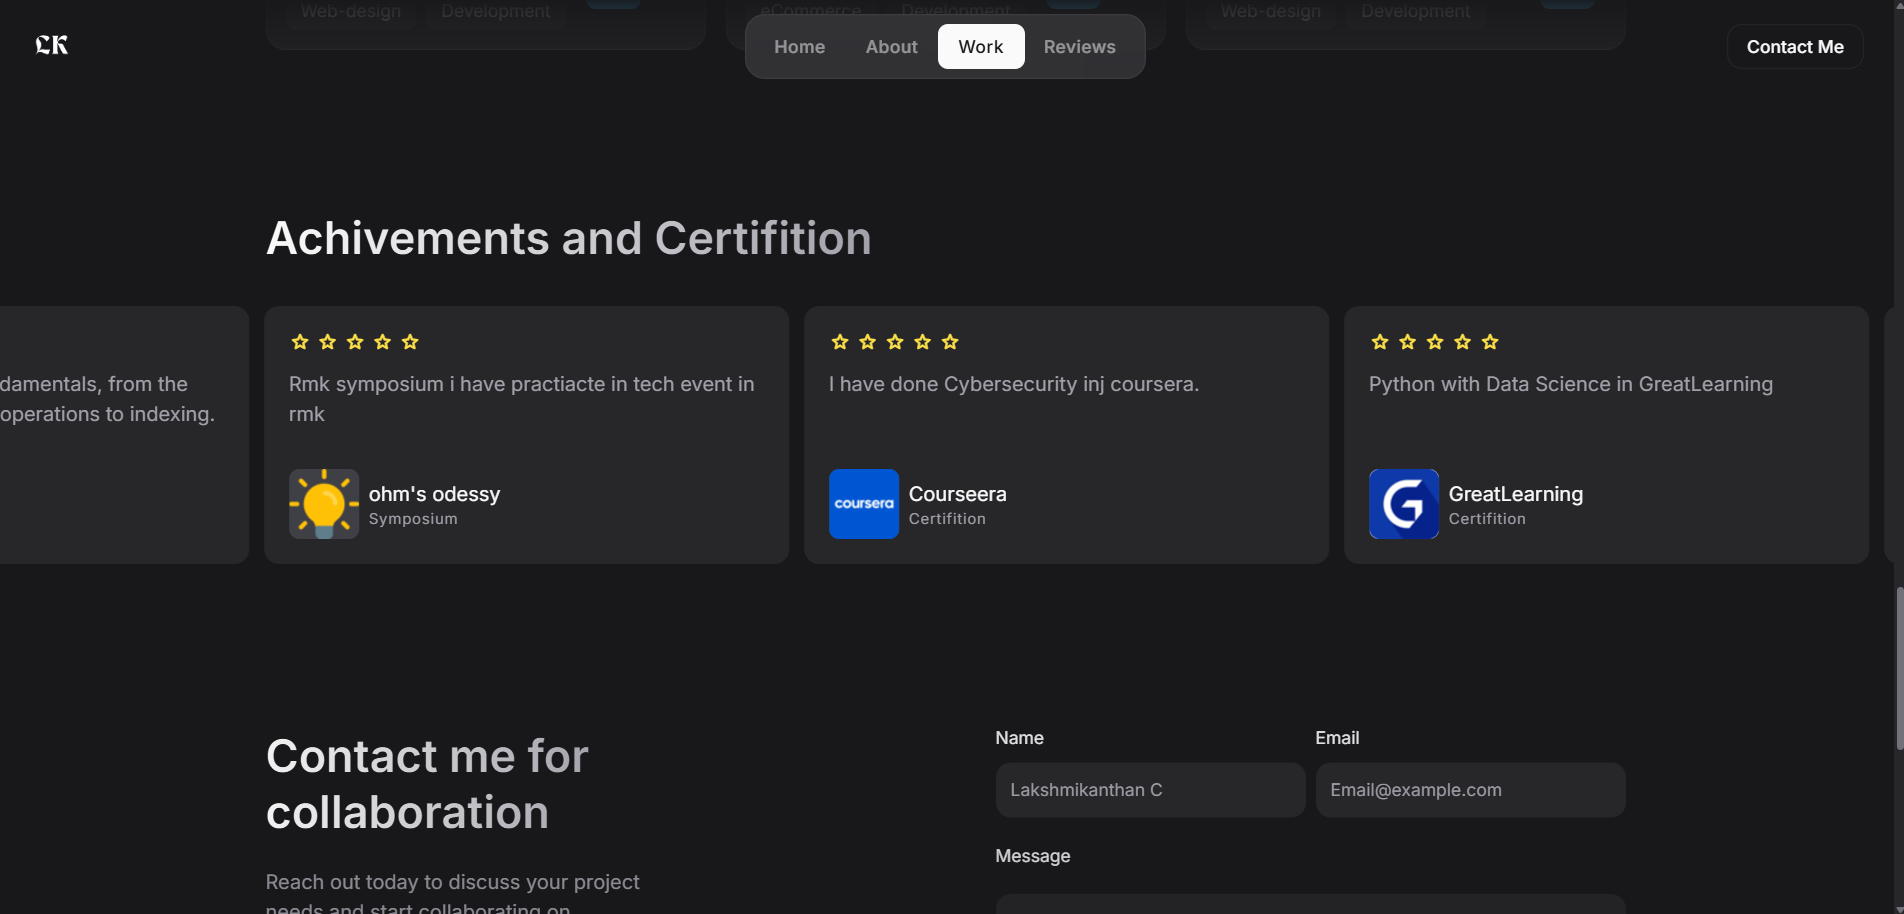 Web-design Development eCommerce Development Web-design Development
LK Home About Work Reviews Contact Me
Achivements and Certifition
damentals, from the
operations to indexing.
Rmk symposium i have practiacte in tech event in
rmk
ohm's odessy
Symposium
I have done Cybersecurity inj coursera.
coursera
Courseera
Certifition
Python with Data Science in GreatLearning
G
GreatLearning
Certifition
Contact me for
collaboration
Reach out today to discuss your project
needs and start collaborating on
Name
Lakshmikanthan C
Email
Email@example.com
Message